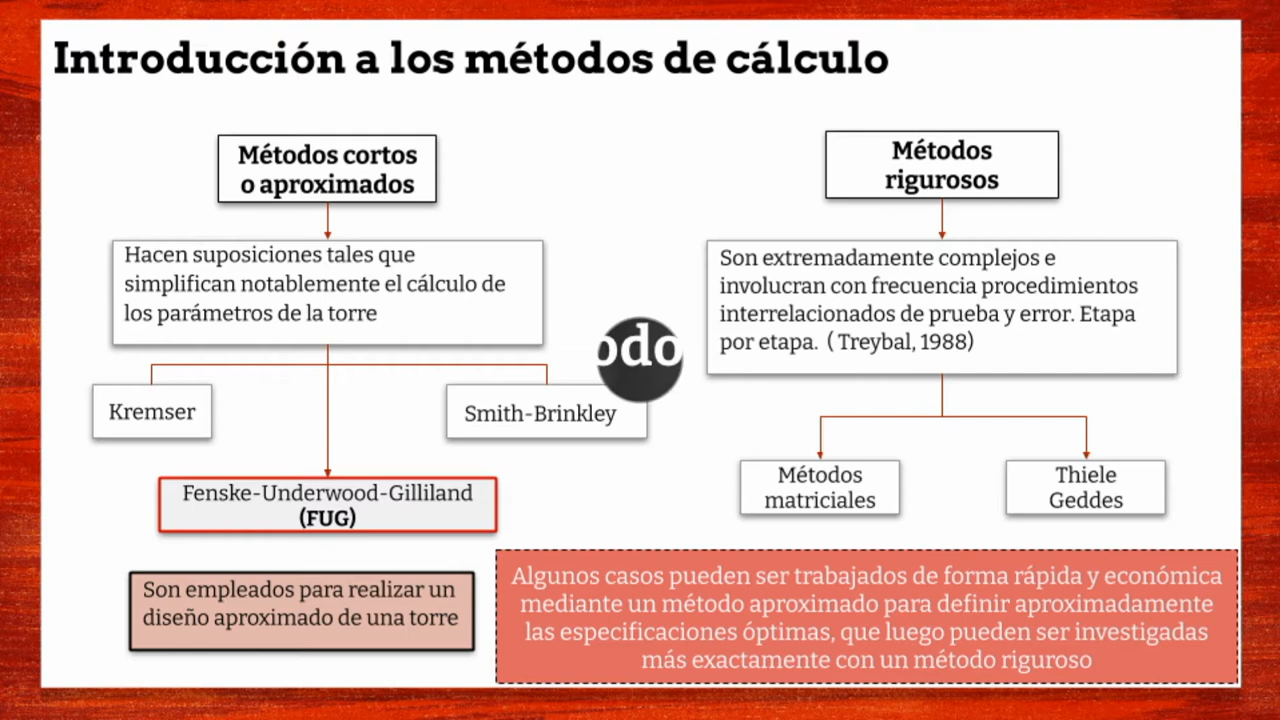 Introducción a los métodos de cálculo
Métodos cortos
o aproximados
Hacen suposiciones tales que
simplifican notablemente el cálculo de
los parámetros de la torre
Kremser
Smith-Brinkley
Fenske-Underwood-Gilliland
(FUG)
Son empleados para realizar un
diseño aproximado de una torre
odo
Métodos
rigurosos
Son extremadamente complejos e
involucran con frecuencia procedimientos
interrelacionados de prueba y error. Etapa
por etapa. ( Treybal, 1988)
Métodos
matriciales
Thiele
Geddes
Algunos casos pueden ser trabajados de forma rápida y económica
mediante un método aproximado para definir aproximadamente
las especificaciones óptimas, que luego pueden ser investigadas
más exactamente con un método riguroso